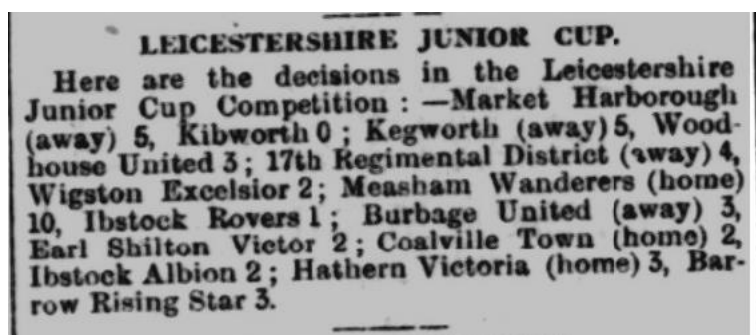 LEICESTERSHIRE JUNIOR CUP.
Here are the decisions in the Leicestershire
Junior Cup Competition : —Market Harborough
(away) 5, Kibworth 0 ; Kegworth (away) 5, Wood-
house United 3 ; 17th Regimental District (away) 4,
Wigston Excelsior 2 ; Measham Wanderers (home)
10, Ibstock Rovers 1 ; Burbage United (away) 3,
Earl Shilton Victor 2 ; Coalville Town (home) 2,
Ibstock Albion 2 ; Hathern Victoria (home) 3, Bar-
row Rising Star 3.